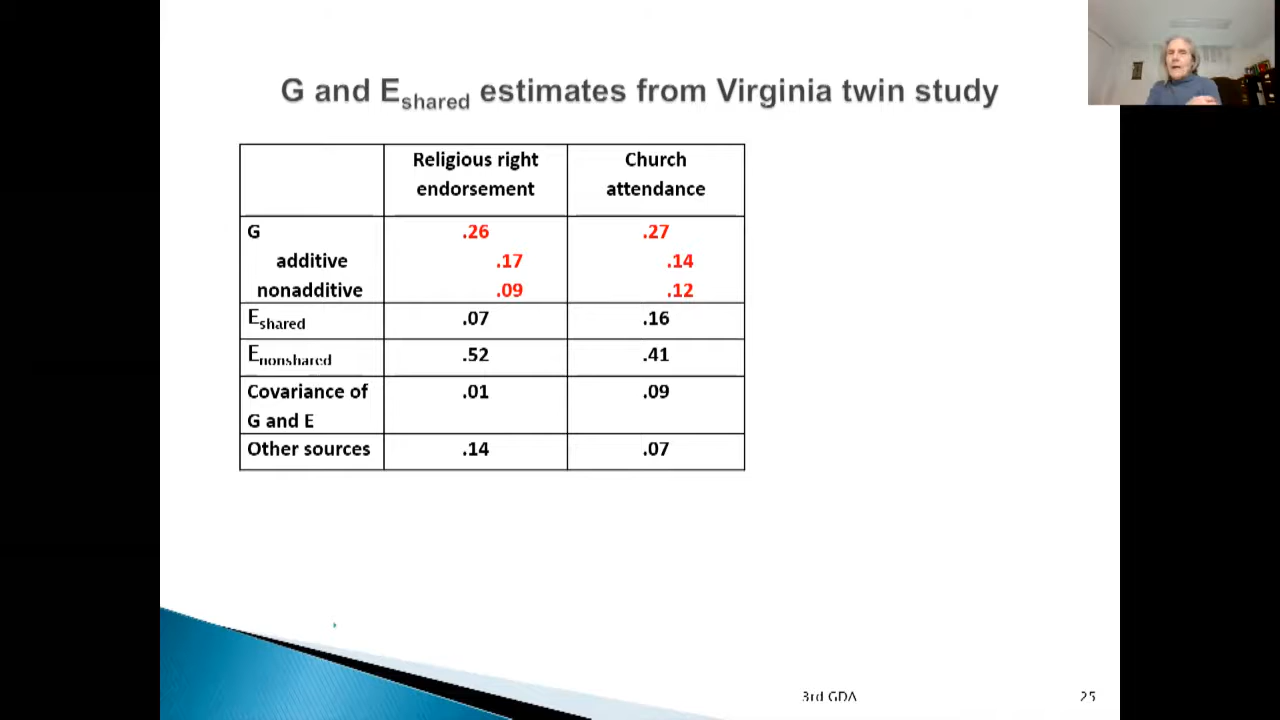 G and Eshared estimates from Virginia twin study
Religious right Church
endorsement attendance
G .26 .27
additive .17 .14
nonadditive .09 .12
Eshared .07 .16
Enonshared .52 .41
Covariance of .01 .09
G and E
Other sources .14 .07
3rd GDA 25